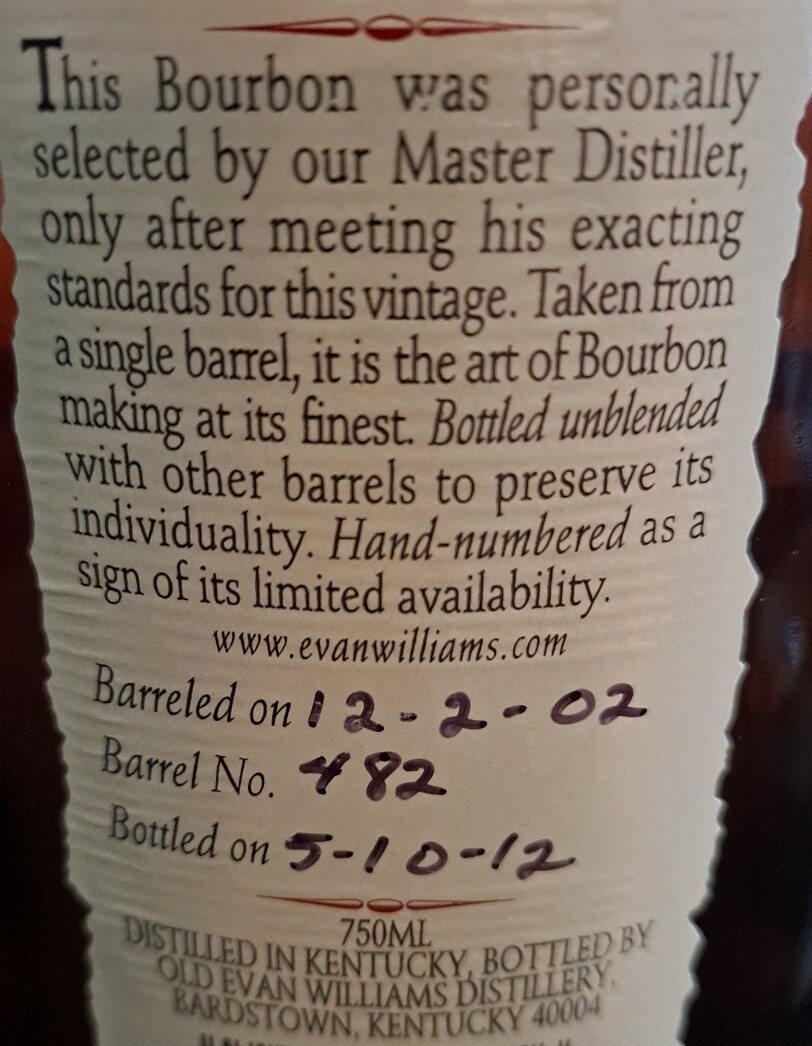 This Bourbon was personally
selected by our Master Distiller,
only after meeting his exacting
standards for this vintage. Taken from
a single barrel, it is the art of Bourbon
making at its finest. Bottled unblended
with other barrels to preserve its
individuality. Hand-numbered as a
sign of its limited availability.
www.evanwilliams.com
Barreled on 12-2-02
Barrel No. 482
Bottled on 5-10-12
750ML
DISTILLED IN KENTUCKY, BOTTLED BY
OLD EVAN WILLIAMS DISTILLERY,
BARDSTOWN, KENTUCKY 40004